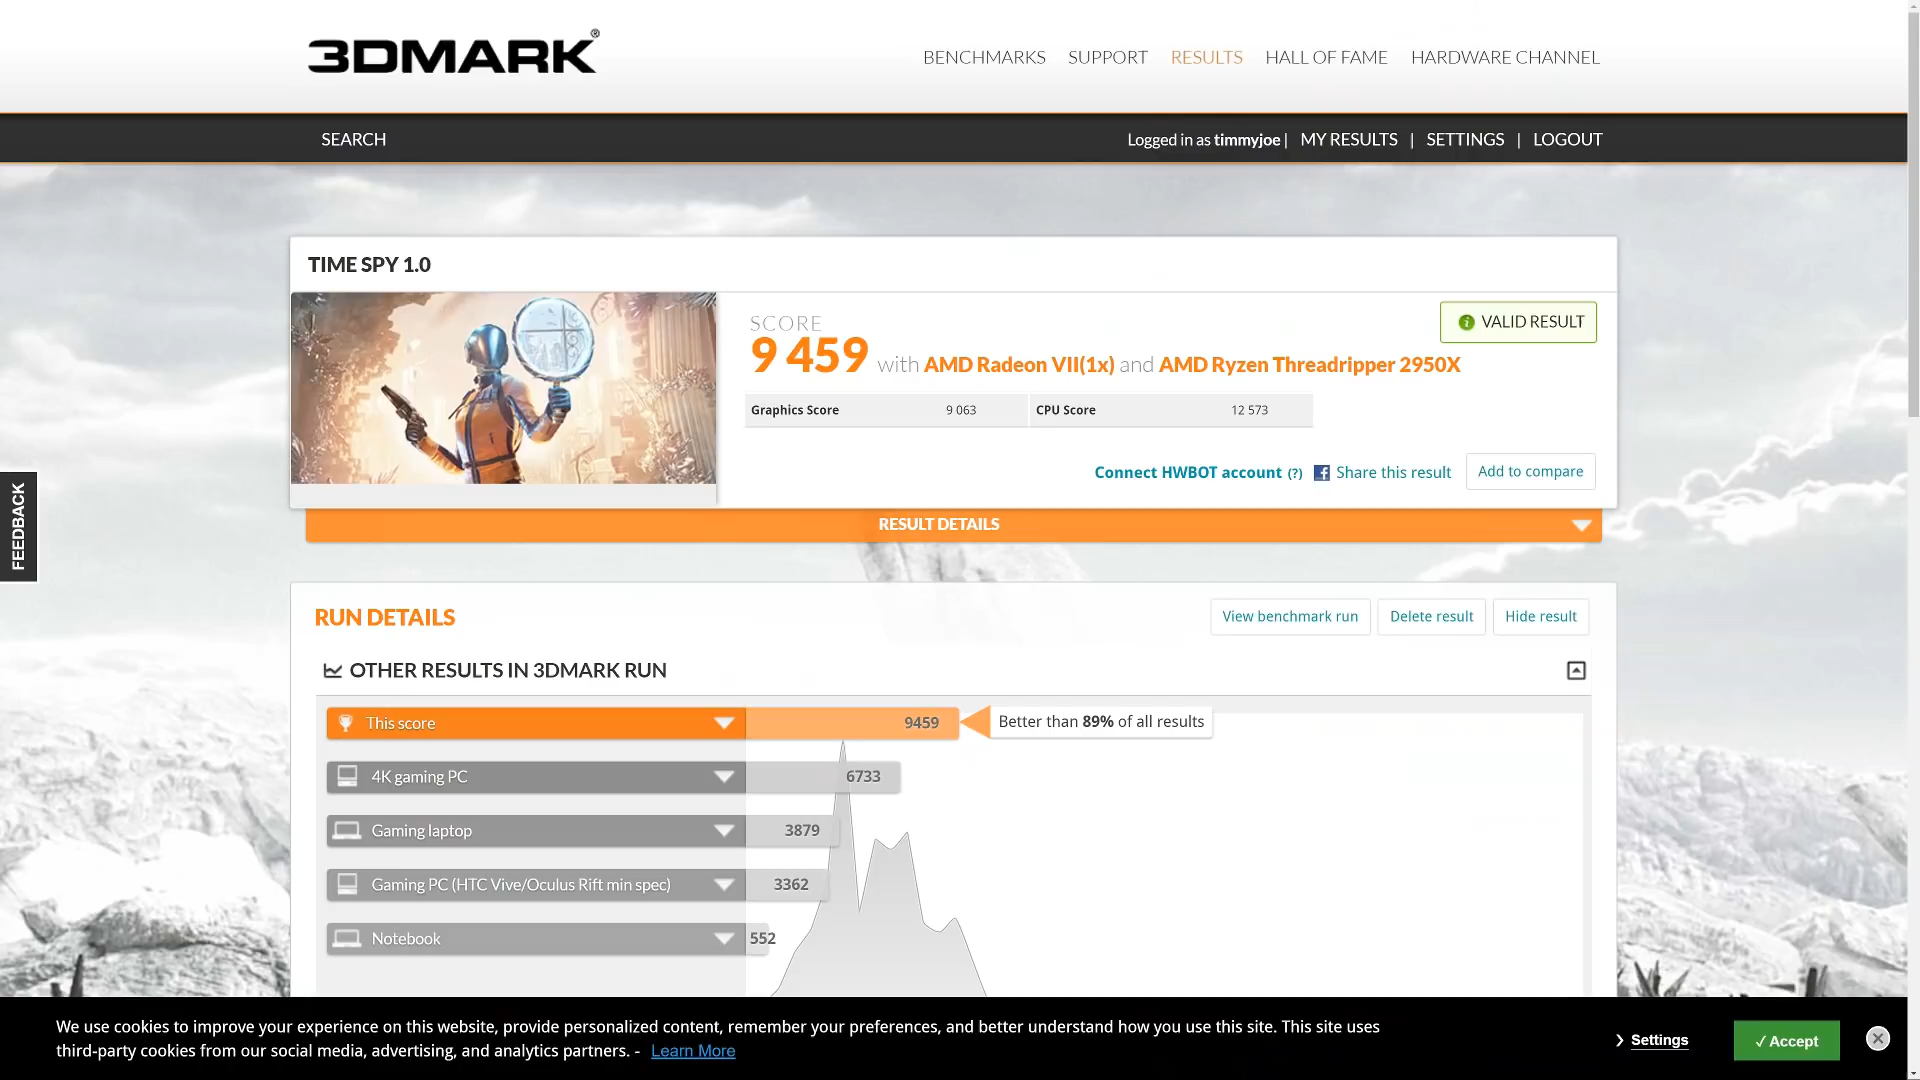 3DMARK®
BENCHMARKS SUPPORT RESULTS HALL OF FAME HARDWARE CHANNEL
SEARCH
Logged in as timmyjoe | MY RESULTS | SETTINGS | LOGOUT
TIME SPY 1.0
VALID RESULT
SCORE
9 459 with AMD Radeon VII(1x) and AMD Ryzen Threadripper 2950X
Graphics Score 9 063 CPU Score 12 573
Connect HWBOT account (?) Share this result Add to compare
FEEDBACK
RESULT DETAILS
RUN DETAILS
View benchmark run Delete result Hide result
OTHER RESULTS IN 3DMARK RUN
This score 9459 Better than 89% of all results
4K gaming PC 6733
Gaming laptop 3879
Gaming PC (HTC Vive/Oculus Rift min spec) 3362
Notebook 552
We use cookies to improve your experience on this website, provide personalized content, remember your preferences, and better understand how you use this site. This site uses
third-party cookies from our social media, advertising, and analytics partners. - Learn More
Settings
✓ Accept